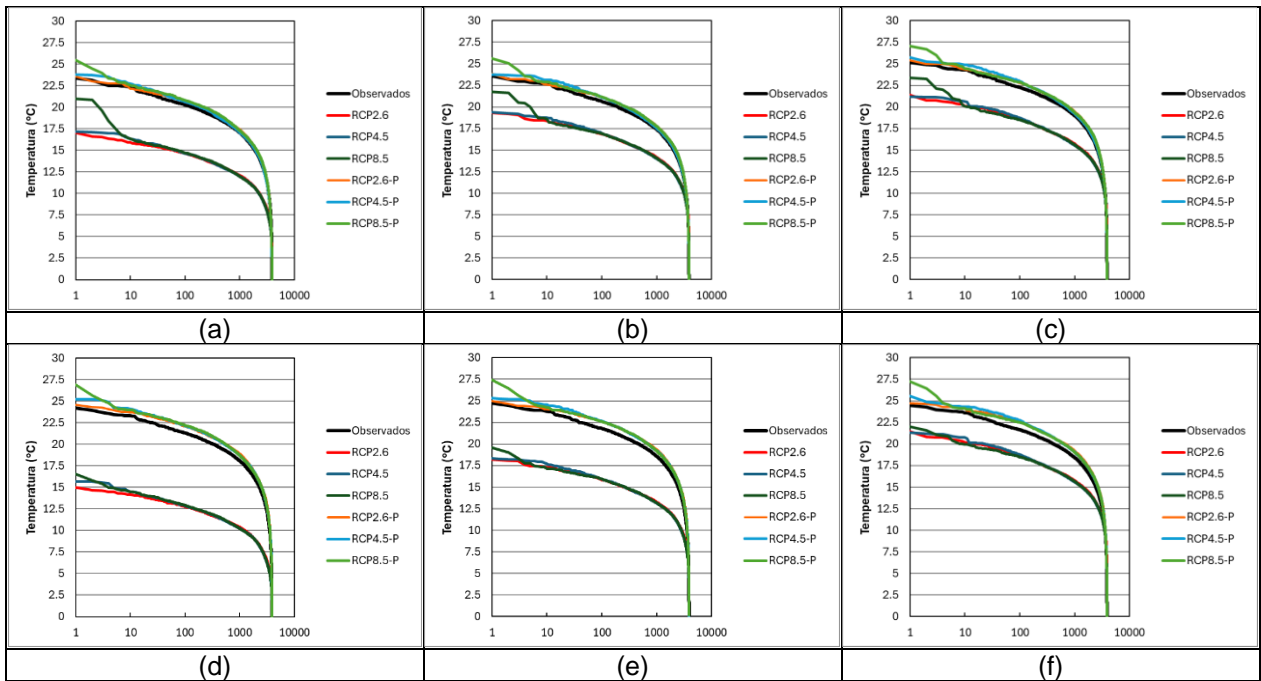 30
27.5
25
22.5
20
17.5
15
12.5
10
7.5
5
2.5
0
Temperatura (°C)
1 10 100 1000 10000
Observados
RCP2.6
RCP4.5
RCP8.5
RCP2.6-P
RCP4.5-P
RCP8.5-P
(a)
30
27.5
25
22.5
20
17.5
15
12.5
10
7.5
5
2.5
0
Temperatura (°C)
1 10 100 1000 10000
Observados
RCP2.6
RCP4.5
RCP8.5
RCP2.6-P
RCP4.5-P
RCP8.5-P
(b)
30
27.5
25
22.5
20
17.5
15
12.5
10
7.5
5
2.5
0
Temperatura (°C)
1 10 100 1000 10000
Observados
RCP2.6
RCP4.5
RCP8.5
RCP2.6-P
RCP4.5-P
RCP8.5-P
(c)
30
27.5
25
22.5
20
17.5
15
12.5
10
7.5
5
2.5
0
Temperatura (°C)
1 10 100 1000 10000
Observados
RCP2.6
RCP4.5
RCP8.5
RCP2.6-P
RCP4.5-P
RCP8.5-P
(d)
30
27.5
25
22.5
20
17.5
15
12.5
10
7.5
5
2.5
0
Temperatura (°C)
1 10 100 1000 10000
Observados
RCP2.6
RCP4.5
RCP8.5
RCP2.6-P
RCP4.5-P
RCP8.5-P
(e)
30
27.5
25
22.5
20
17.5
15
12.5
10
7.5
5
2.5
0
Temperatura (°C)
1 10 100 1000 10000
Observados
RCP2.6
RCP4.5
RCP8.5
RCP2.6-P
RCP4.5-P
RCP8.5-P
(f)